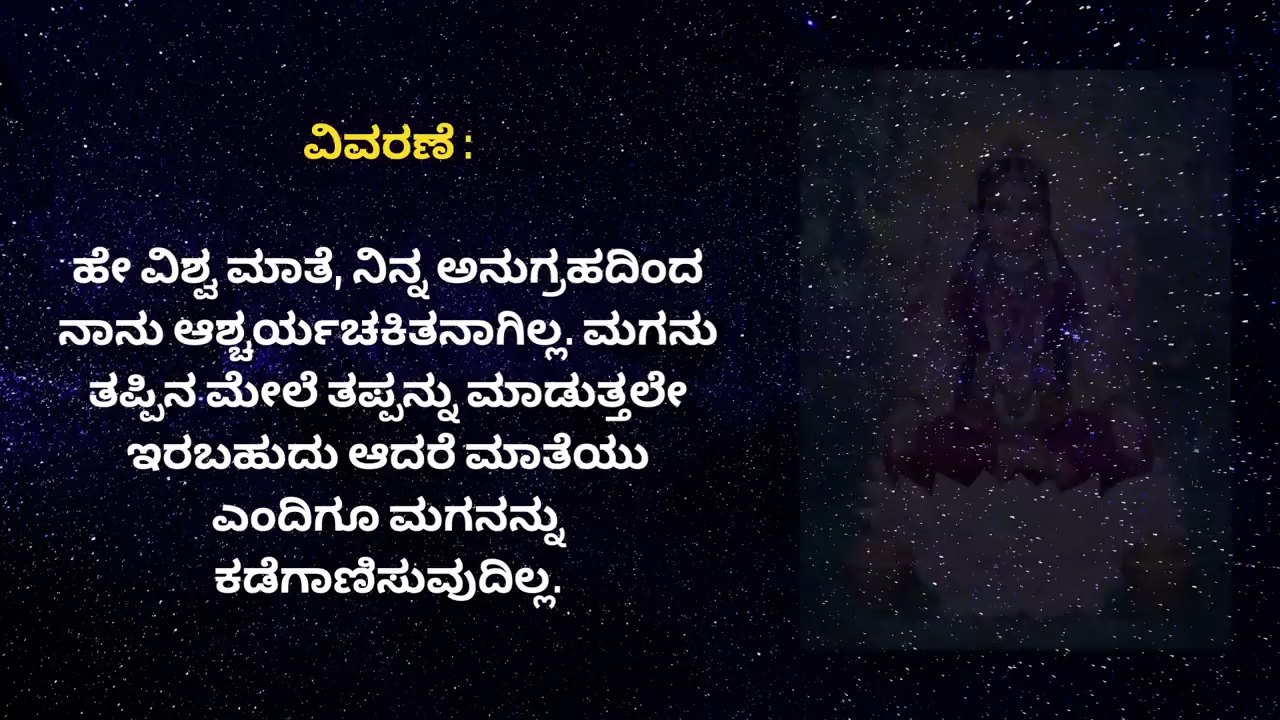 ವಿವರಣೆ :
ಹೇ ವಿಶ್ವ ಮಾತೆ, ನಿನ್ನ ಅನುಗ್ರಹದಿಂದ
ನಾನು ಆಶ್ಚರ್ಯಚಕಿತನಾಗಿಲ್ಲ. ಮಗನು
ತಪ್ಪಿನ ಮೇಲೆ ತಪ್ಪನ್ನು ಮಾಡುತ್ತಲೇ
ಇರಬಹುದು ಆದರೆ ಮಾತೆಯು
ಎಂದಿಗೂ ಮಗನನ್ನು
ಕಡೆಗಾಣಿಸುವುದಿಲ್ಲ.